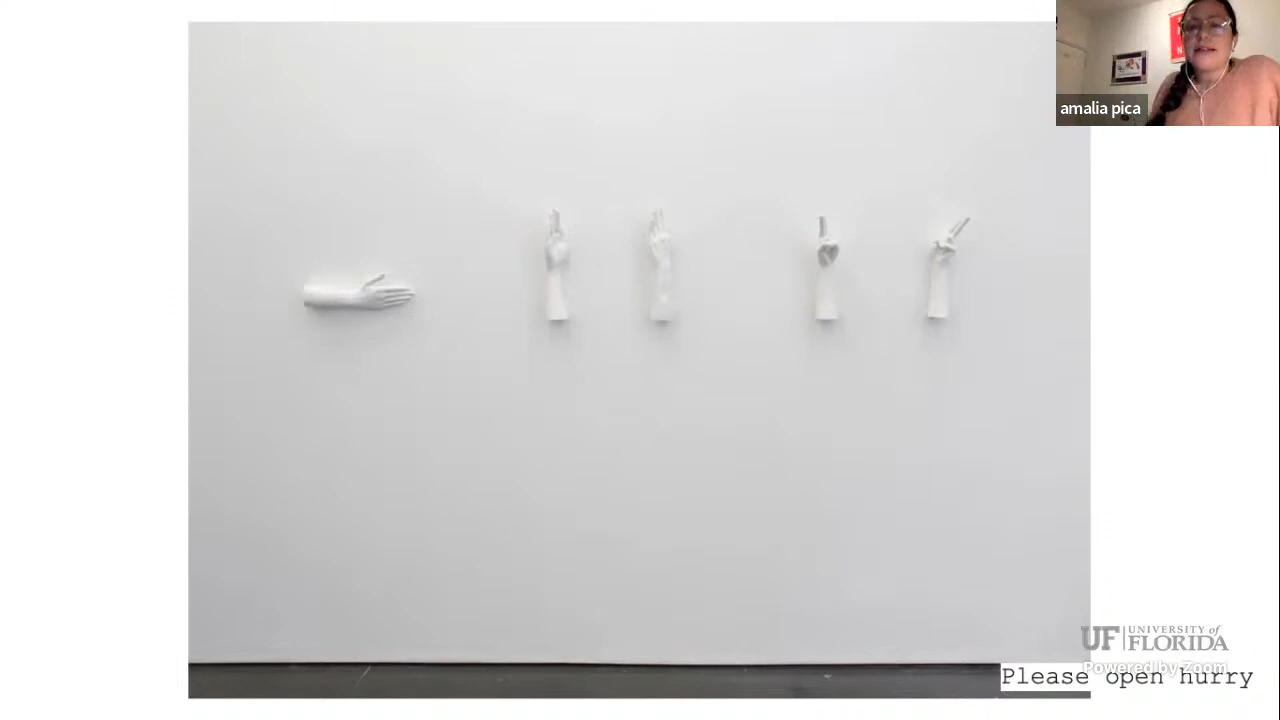 amalia pica
UF UNIVERSITY of
FLORIDA
Powered by Zoom
Please open hurry